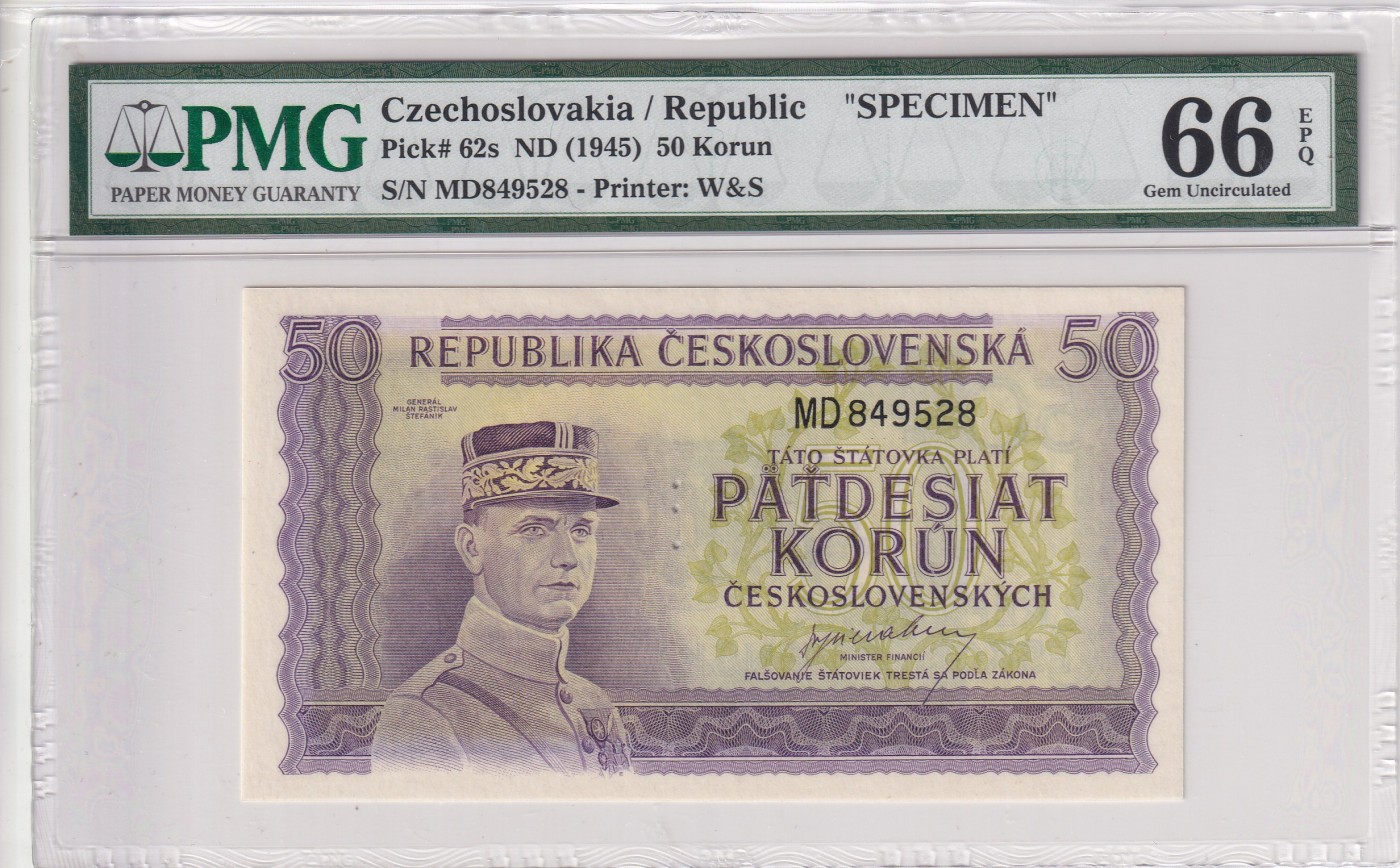 PMG
PAPER MONEY GUARANTY
Czechoslovakia / Republic "SPECIMEN"
Pick# 62s ND (1945) 50 Korun
S/N MD849528 - Printer: W&S
66
EPQ
Gem Uncirculated
50 REPUBLIKA ČESKOSLOVENSKÁ 50
GENERÁL
MILAN RASTISLAV
ŠTEFÁNIK
MD849528
TÁTO ŠTÁTOVKA PLATÍ
50
PÄŤDESIAT
KORÚN
ČESKOSLOVENSKÝCH
MINISTER FINANCIÍ
FALŠOVANIE ŠTÁTOVIEK TRESTÁ SA PODĽA ZÁKONA